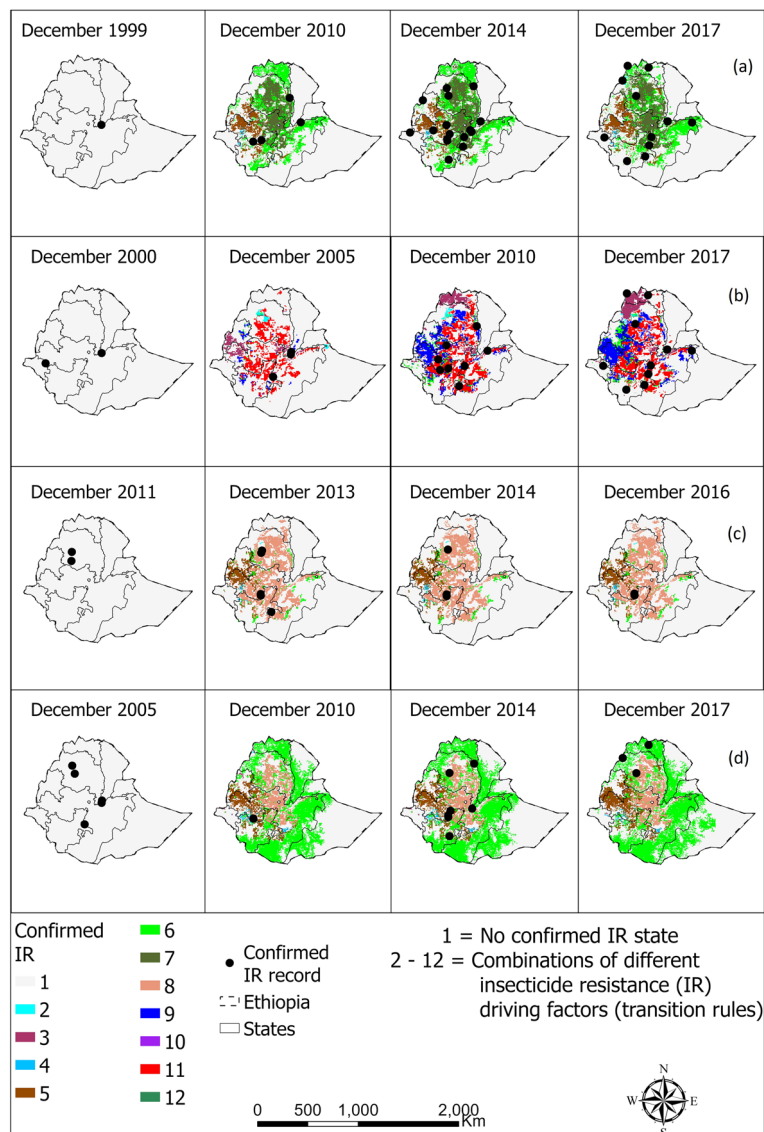 December 1999
December 2010
December 2014
December 2017
(a)
December 2000
December 2005
December 2010
December 2017
(b)
December 2011
December 2013
December 2014
December 2016
(c)
December 2005
December 2010
December 2014
December 2017
(d)
Confirmed
IR
1
2
3
4
5
6
7
8
9
10
11
12
Confirmed
IR record
Ethiopia
States
1 = No confirmed IR state
2 - 12 = Combinations of different
insecticide resistance (IR)
driving factors (transition rules)
0 500 1,000 2,000
Km
N
W E
S